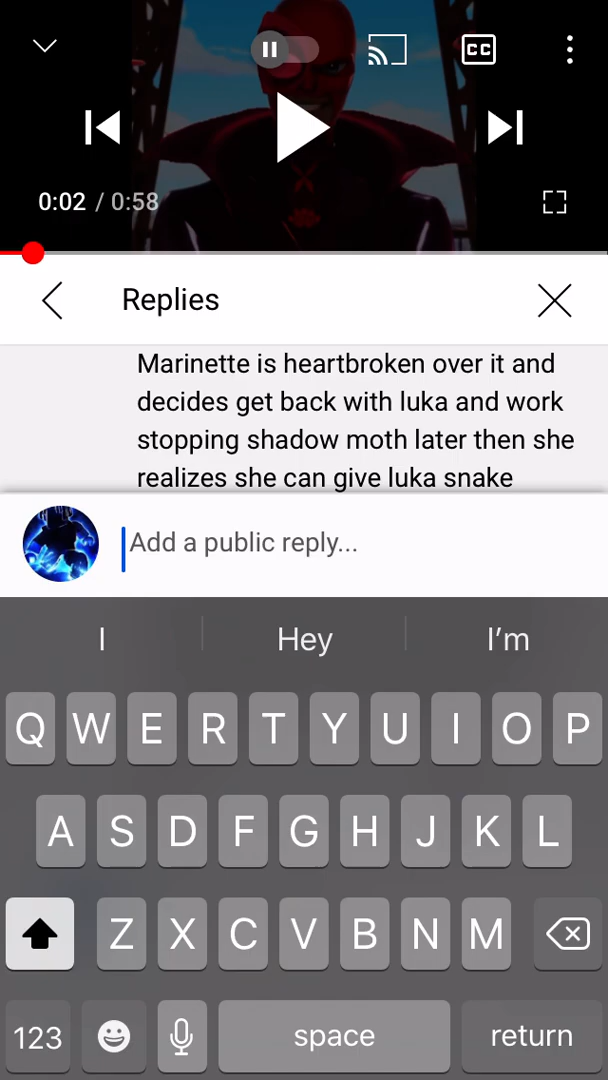 CC
0:02 / 0:58
Replies
Marinette is heartbroken over it and
decides get back with luka and work
stopping shadow moth later then she
realizes she can give luka snake
Add a public reply...
I Hey I’m
Q W E R T Y U I O P
A S D F G H J K L
Z X C V B N M
123 space return